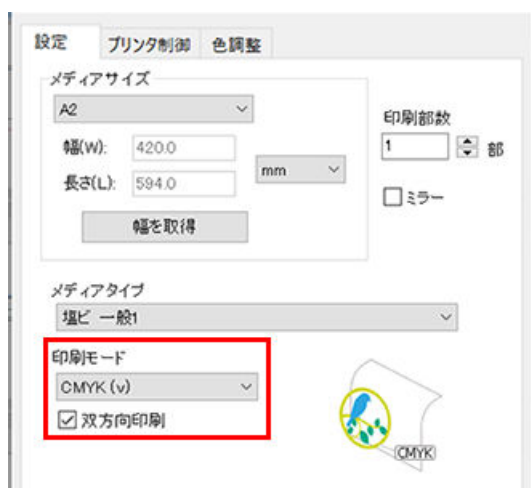 設定 プリンタ制御 色調整
メディアサイズ
A2
幅(W): 420.0
長さ(L): 594.0
mm
幅を取得
印刷部数
1 部
ミラー
メディアタイプ
塩ビ 一般1
印刷モード
CMYK (v)
双方向印刷
CMYK